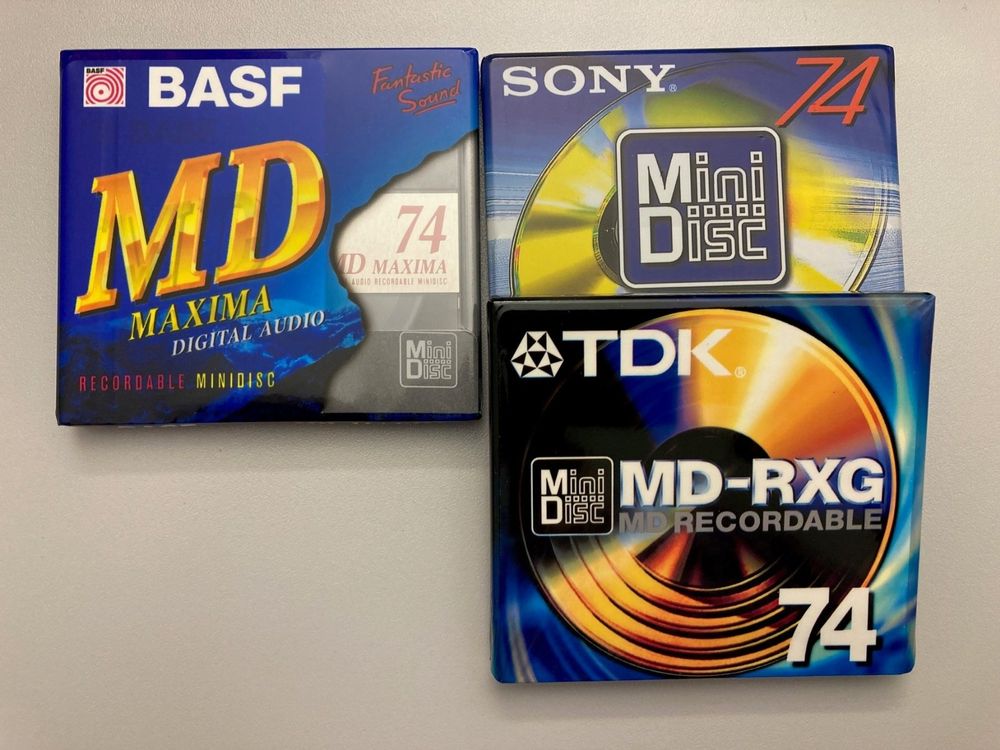 BASF
BASF
Fantastic
Sound
MD
MAXIMA
DIGITAL AUDIO
RECORDABLE MINIDISC
74
MD MAXIMA
AUDIO RECORDABLE MINIDISC
Mini
Disc
SONY®
74
Mini
Disc
TDK®
Mini
Disc
MD-RXG
MD RECORDABLE
74